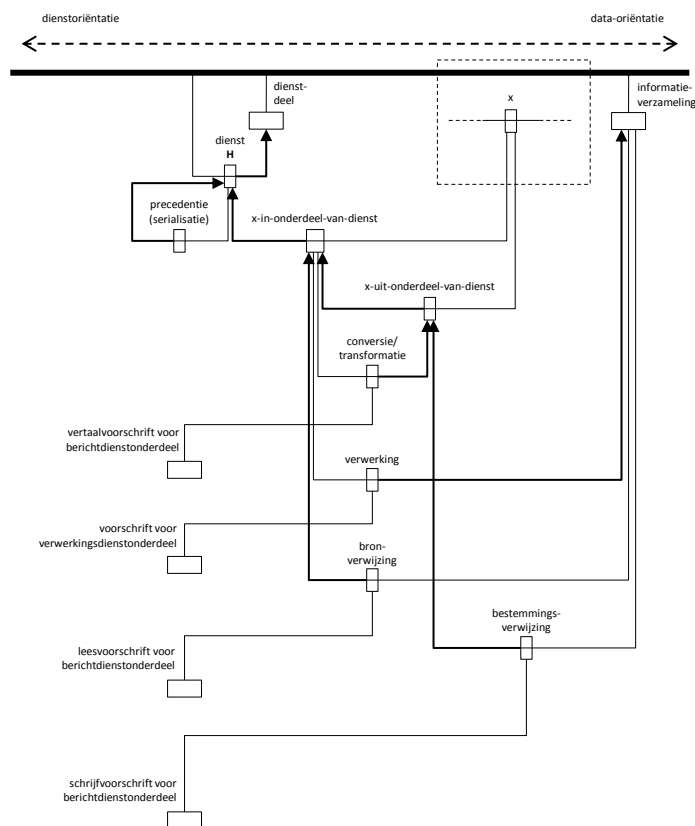 dienstoriëntatie
data-oriëntatie
dienst-
deel
x
informatie-
verzameling
dienst
H
precedentie
(serialisatie)
x-in-onderdeel-van-dienst
x-uit-onderdeel-van-dienst
conversie/
transformatie
vertaalvoorschrift voor
berichtdienstonderdeel
verwerking
voorschrift voor
verwerkingsdienstonderdeel
bron-
verwijzing
bestemmings-
verwijzing
leesvoorschrift voor
berichtdienstonderdeel
schrijfvoorschrift voor
berichtdienstonderdeel